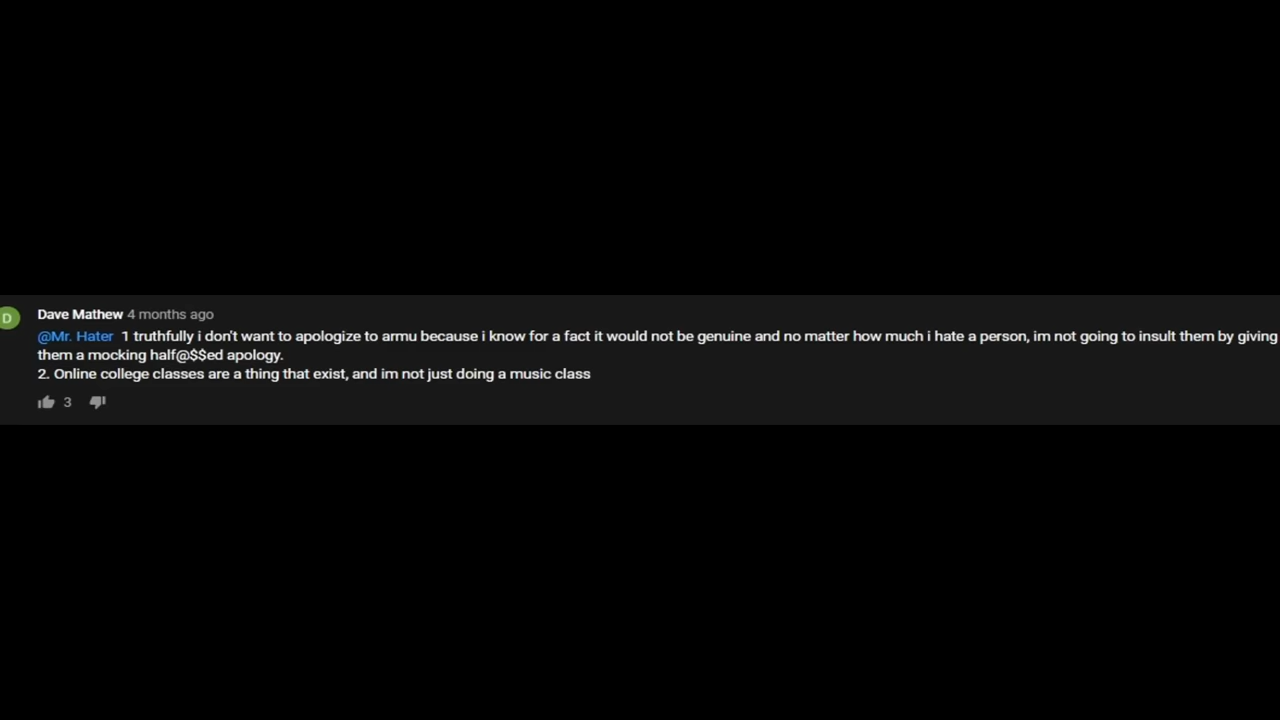 D
Dave Mathew 4 months ago
@Mr. Hater 1 truthfully i don't want to apologize to armu because i know for a fact it would not be genuine and no matter how much i hate a person, im not going to insult them by giving
them a mocking half@$$ed apology.
2. Online college classes are a thing that exist, and im not just doing a music class
3